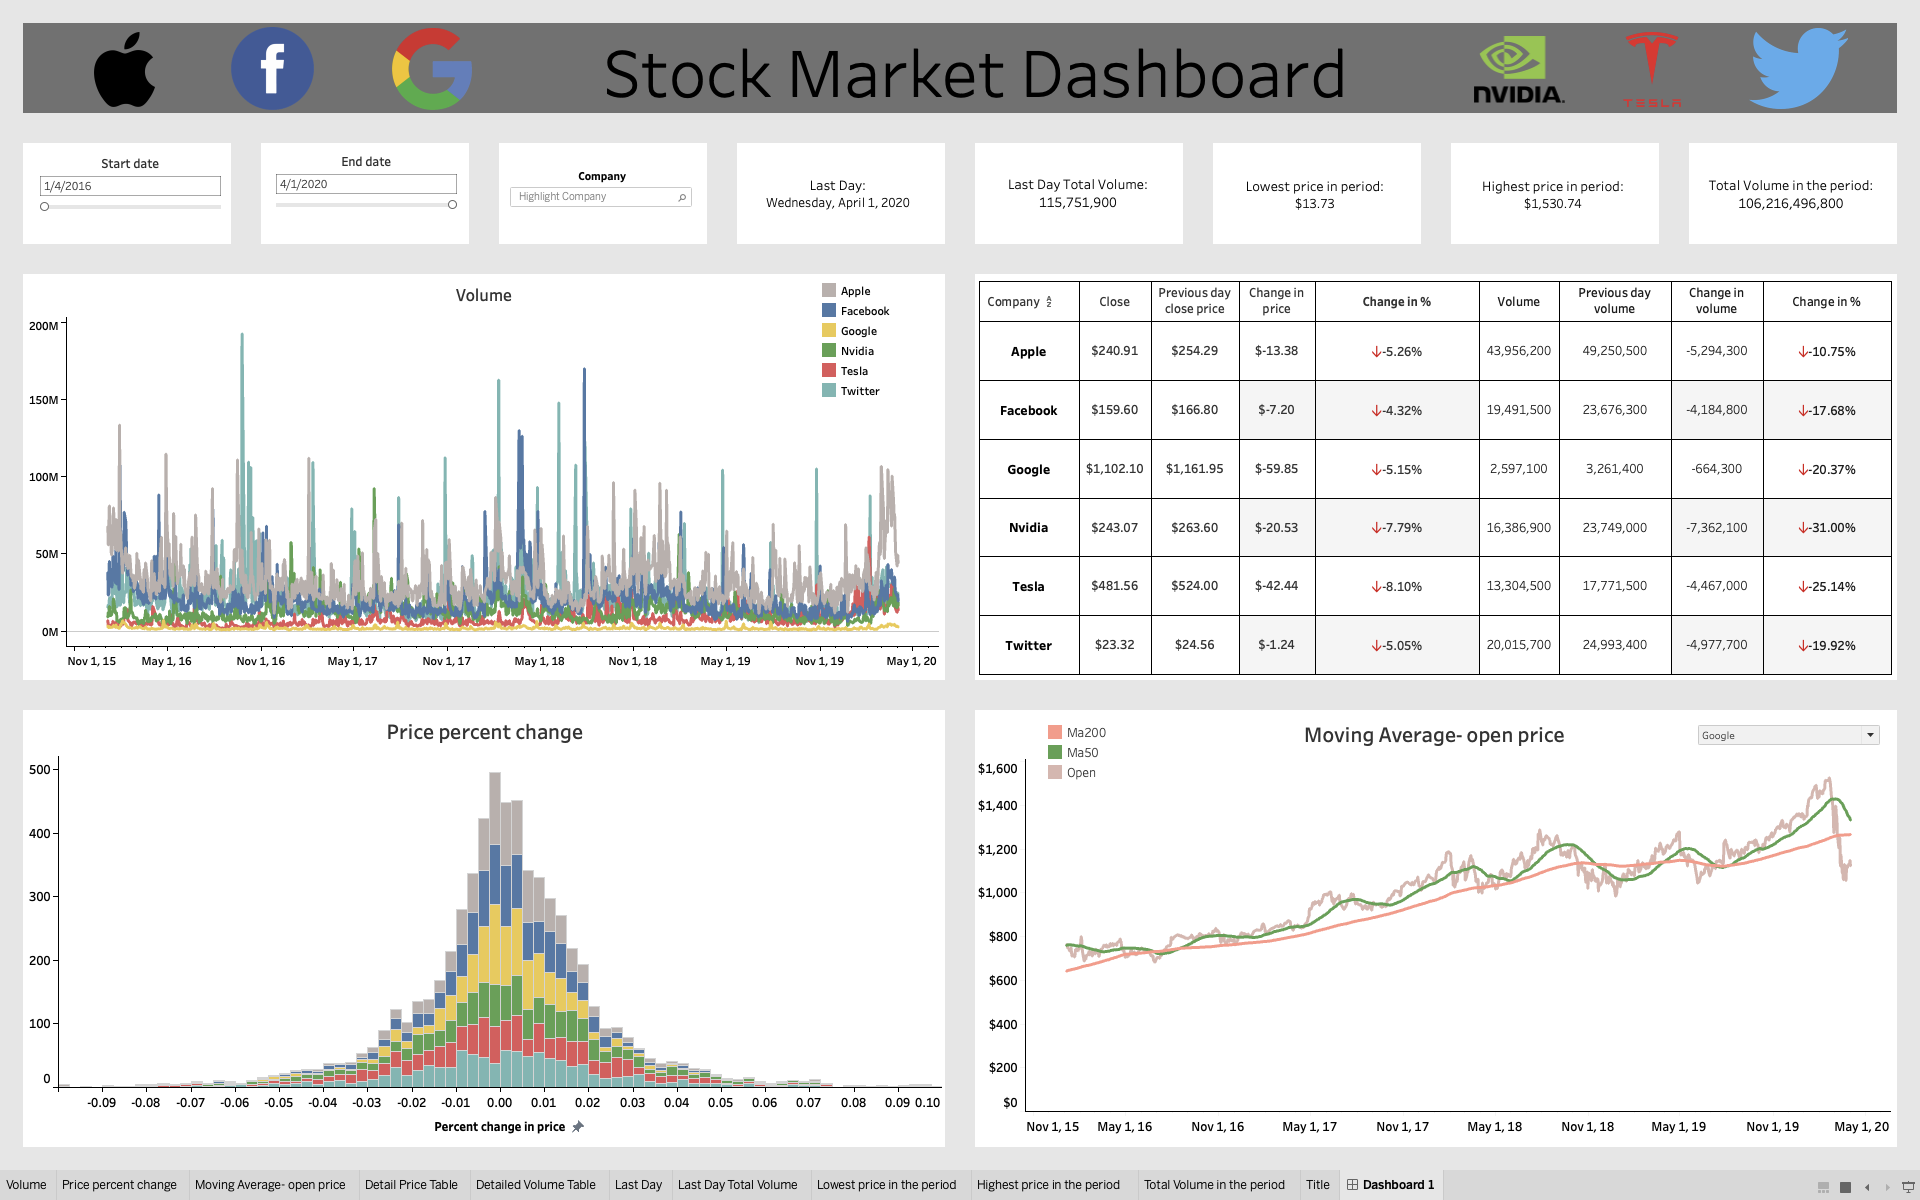 Stock Market Dashboard
NVIDIA.
TESLA
Start date
1/4/2016
End date
4/1/2020
Company
Highlight Company
Last Day:
Wednesday, April 1, 2020
Last Day Total Volume:
115,751,900
Lowest price in period:
$13.73
Highest price in period:
$1,530.74
Total Volume in the period:
106,216,496,800
Volume
Apple
Facebook
Google
Nvidia
Tesla
Twitter
200M
150M
100M
50M
0M
Nov 1, 15 May 1, 16 Nov 1, 16 May 1, 17 Nov 1, 17 May 1, 18 Nov 1, 18 May 1, 19 Nov 1, 19 May 1, 20
Company Close Previous day close price Change in price Change in % Volume Previous day volume Change in volume Change in %
Apple $240.91 $254.29 $-13.38 ↓-5.26% 43,956,200 49,250,500 -5,294,300 ↓-10.75%
Facebook $159.60 $166.80 $-7.20 ↓-4.32% 19,491,500 23,676,300 -4,184,800 ↓-17.68%
Google $1,102.10 $1,161.95 $-59.85 ↓-5.15% 2,597,100 3,261,400 -664,300 ↓-20.37%
Nvidia $243.07 $263.60 $-20.53 ↓-7.79% 16,386,900 23,749,000 -7,362,100 ↓-31.00%
Tesla $481.56 $524.00 $-42.44 ↓-8.10% 13,304,500 17,771,500 -4,467,000 ↓-25.14%
Twitter $23.32 $24.56 $-1.24 ↓-5.05% 20,015,700 24,993,400 -4,977,700 ↓-19.92%
Price percent change
500
400
300
200
100
0
-0.09 -0.08 -0.07 -0.06 -0.05 -0.04 -0.03 -0.02 -0.01 0.00 0.01 0.02 0.03 0.04 0.05 0.06 0.07 0.08 0.09 0.10
Percent change in price
Ma200
Ma50
Open
Moving Average- open price
Google
$1,600
$1,400
$1,200
$1,000
$800
$600
$400
$200
$0
Nov 1, 15 May 1, 16 Nov 1, 16 May 1, 17 Nov 1, 17 May 1, 18 Nov 1, 18 May 1, 19 Nov 1, 19 May 1, 20
Volume Price percent change Moving Average- open price Detail Price Table Detailed Volume Table Last Day Last Day Total Volume Lowest price in the period Highest price in the period Total Volume in the period Title Dashboard 1